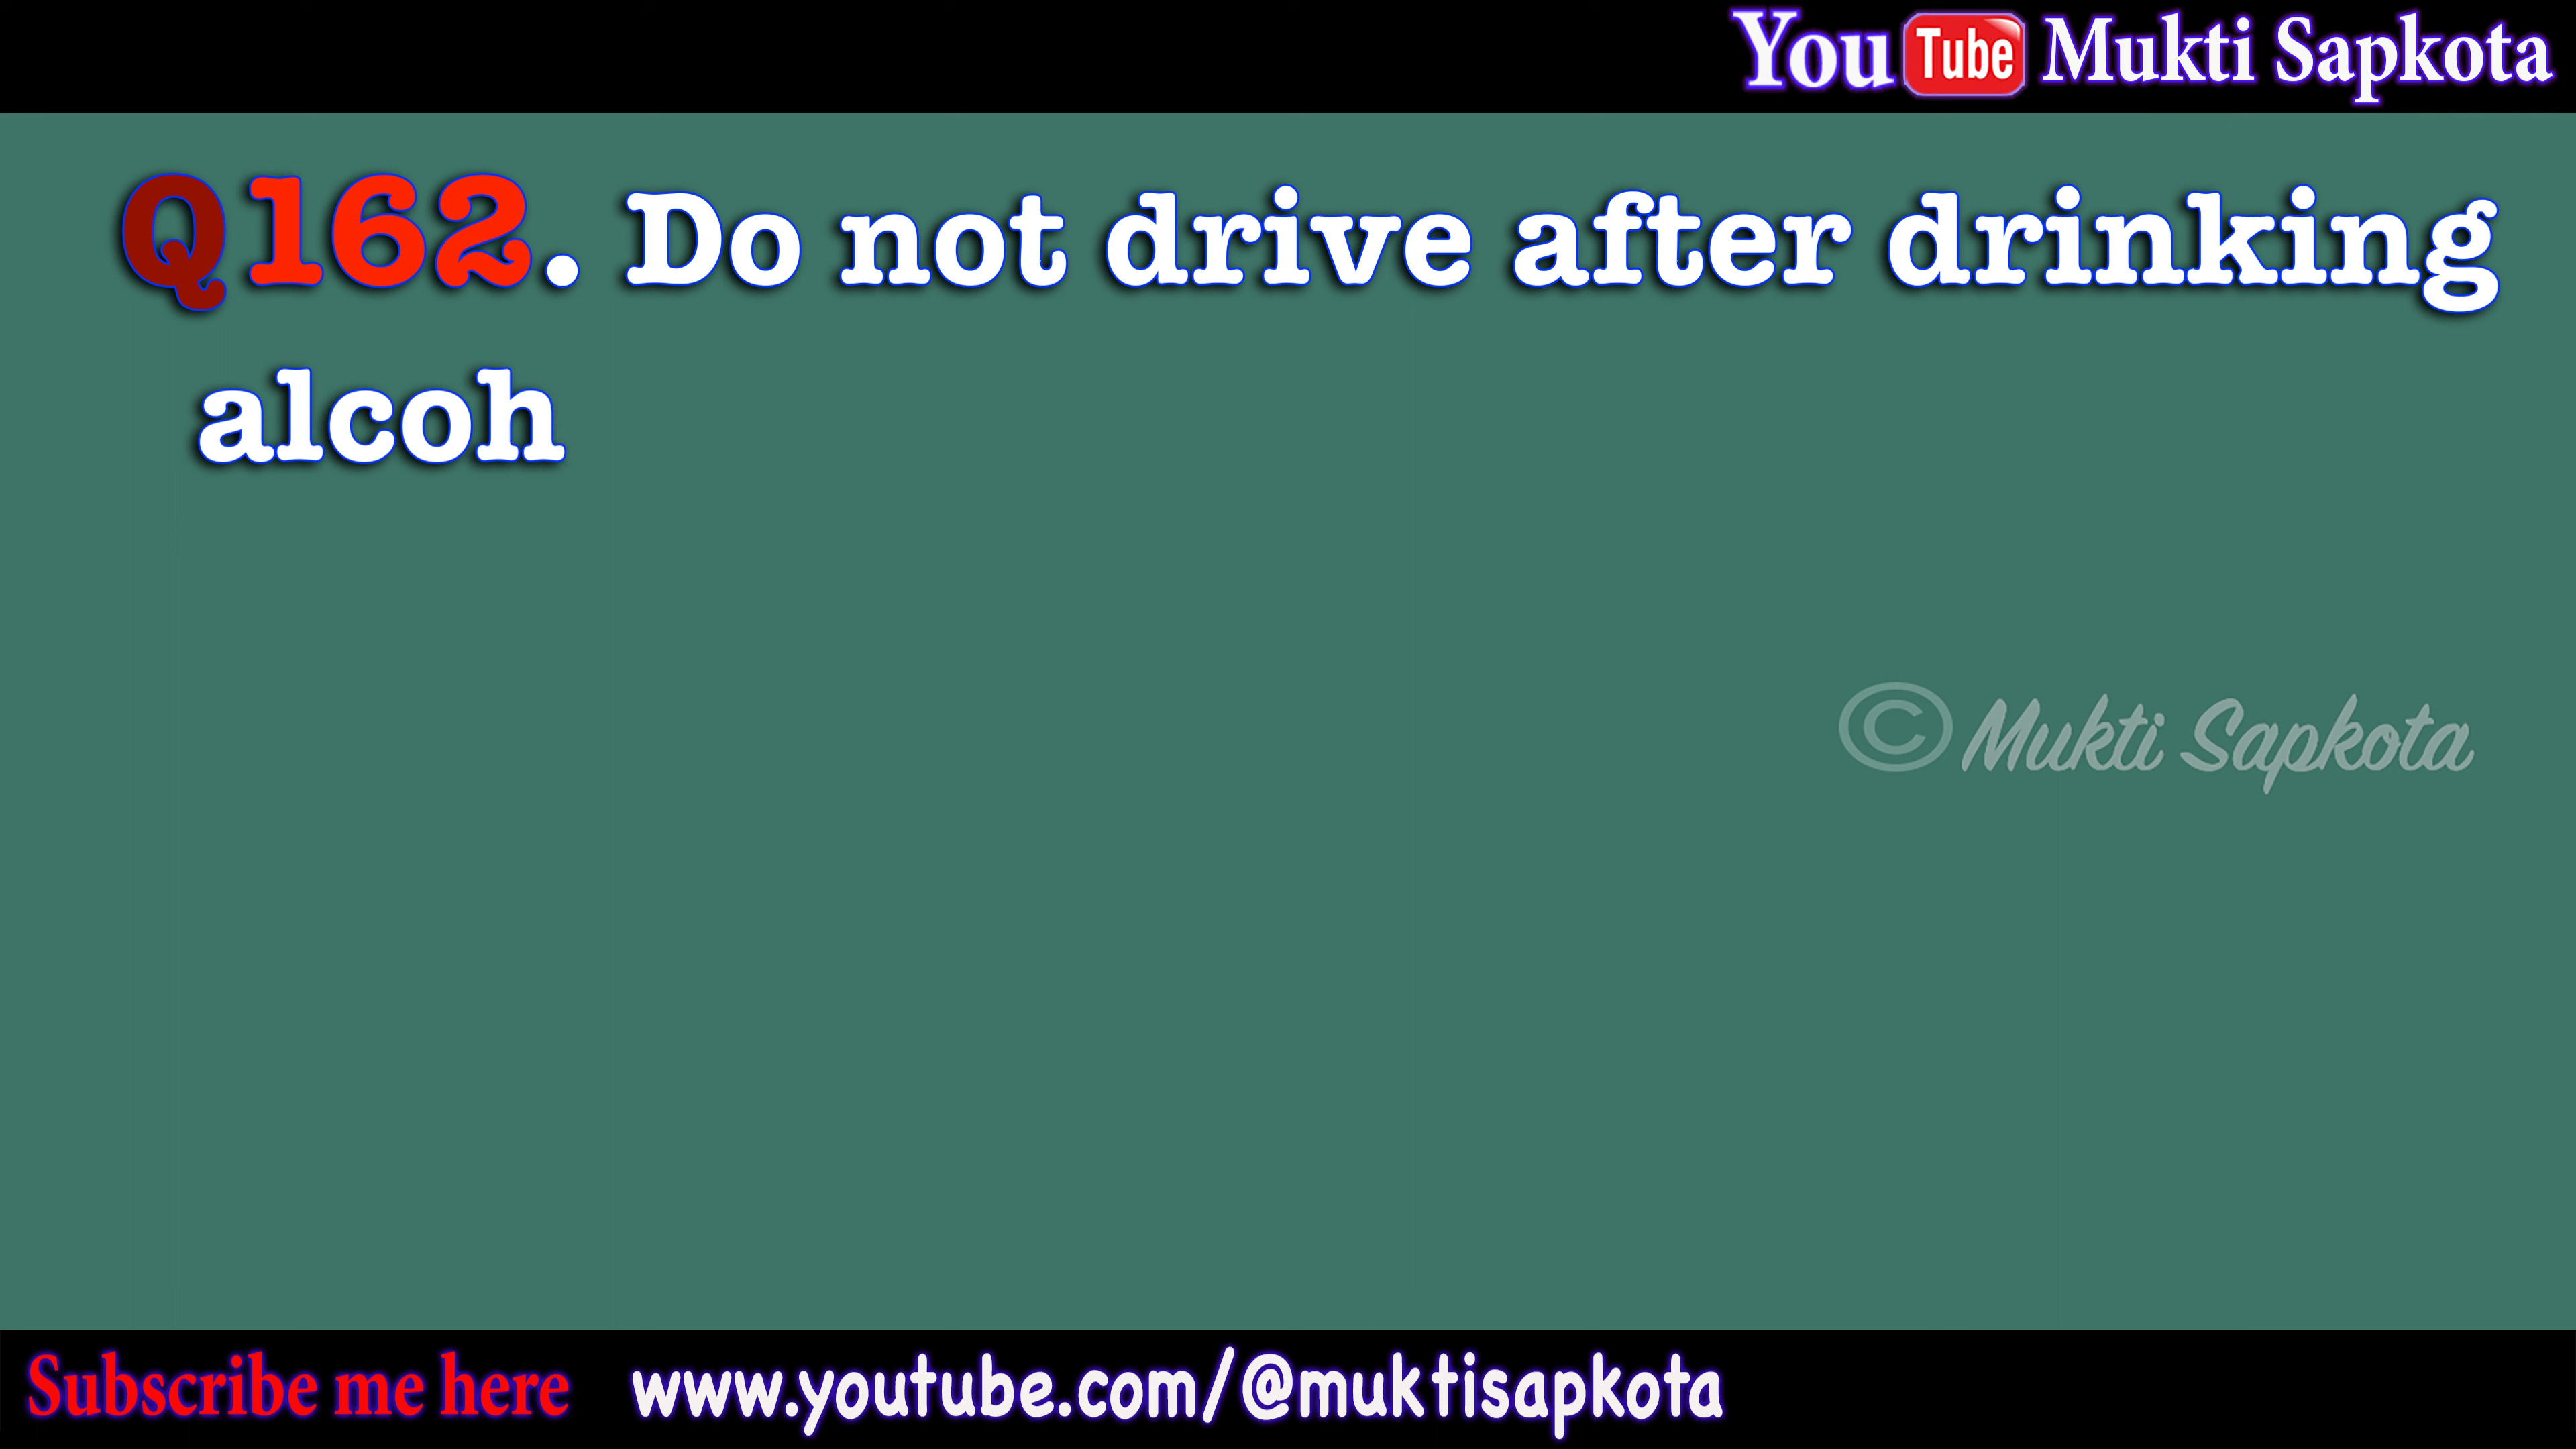 You Tube Mukti Sapkota
Q162. Do not drive after drinking
alcoh
© Mukti Sapkota
Subscribe me here www.youtube.com/@muktisapkota